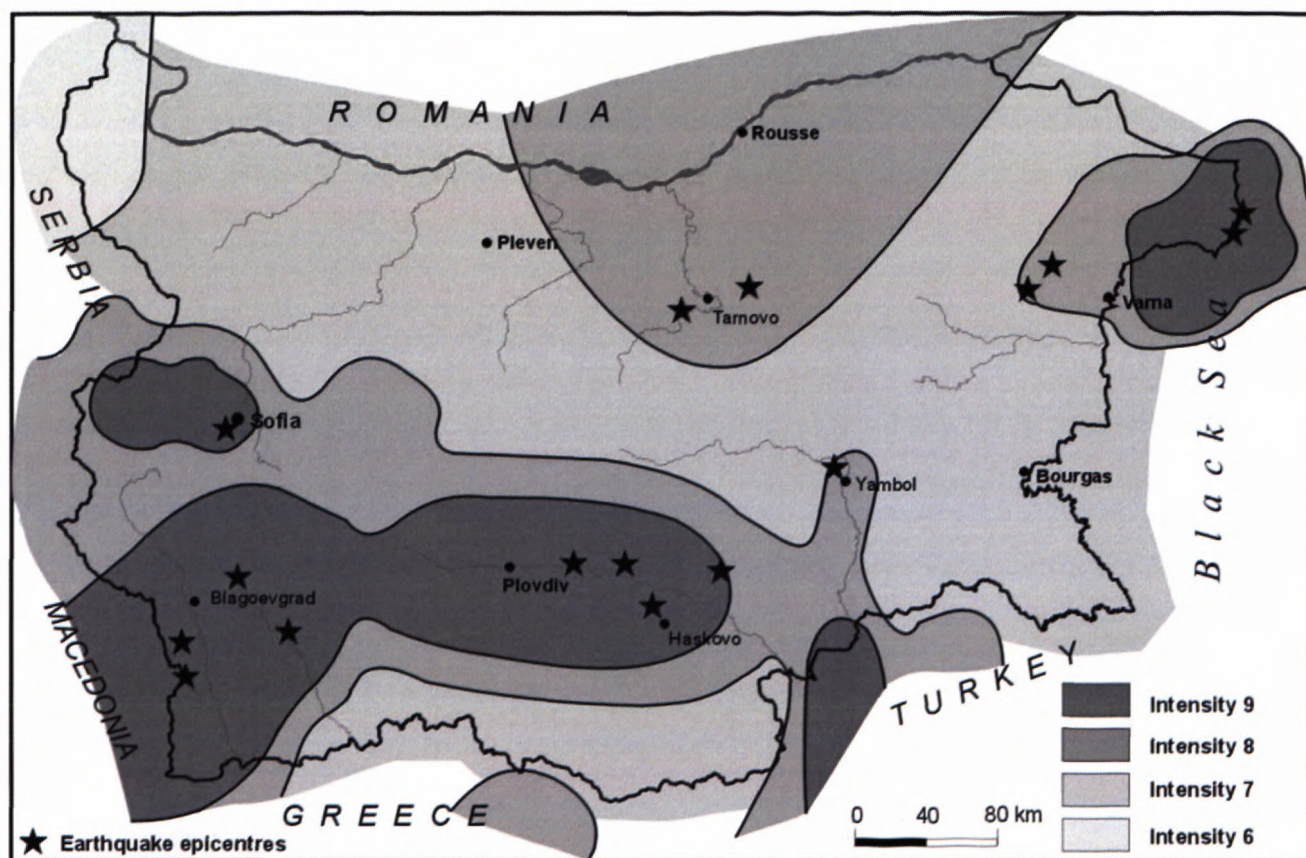 ROMANIA
Rousse
SERBIA
Pleven
Tarnovo
Varna
Sofia
Black Sea
Yambol
Bourgas
Plovdiv
Blagoevgrad
Haskovo
MACEDONIA
TURKEY
GREECE
Intensity 9
Intensity 8
Intensity 7
Intensity 6
0 40 80 km
Earthquake epicentres